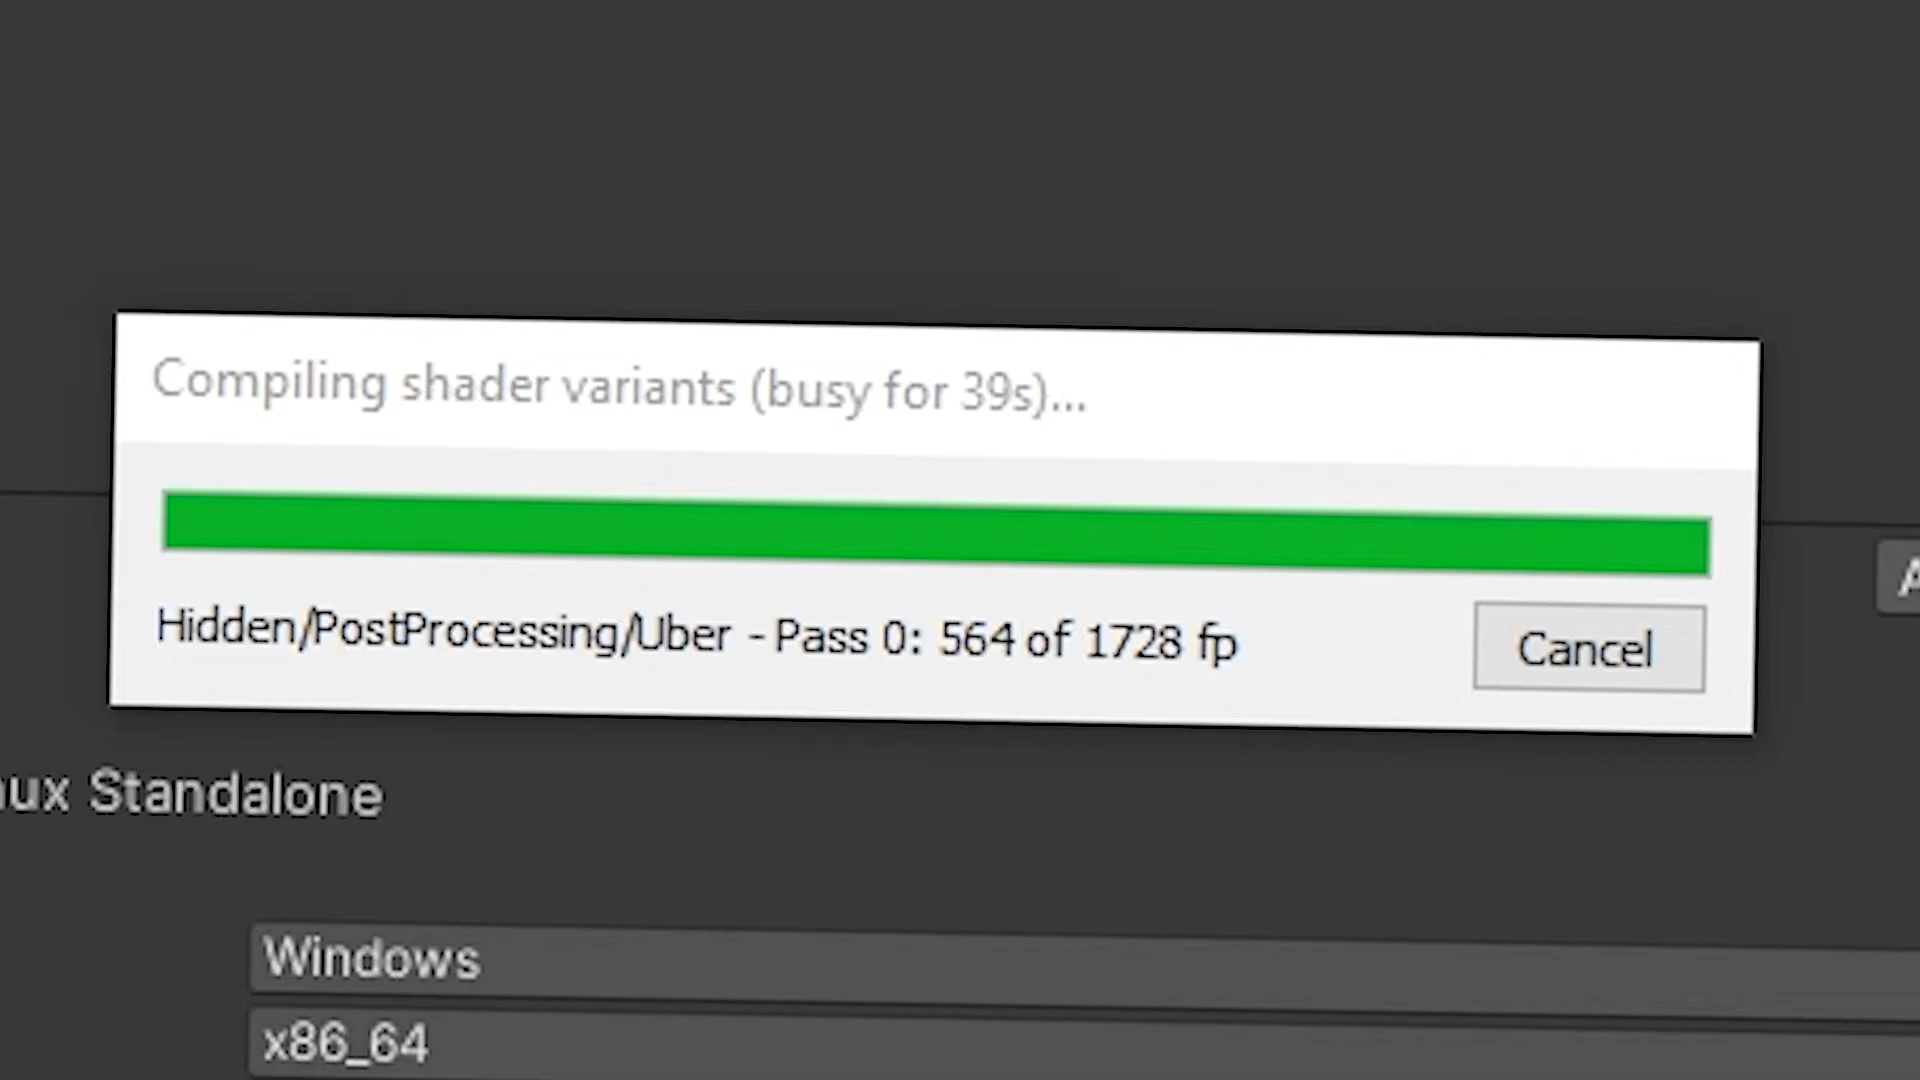 Compiling shader variants (busy for 39s)...
Hidden/PostProcessing/Uber - Pass 0: 564 of 1728 fp
Cancel
Standalone
Windows
x86_64